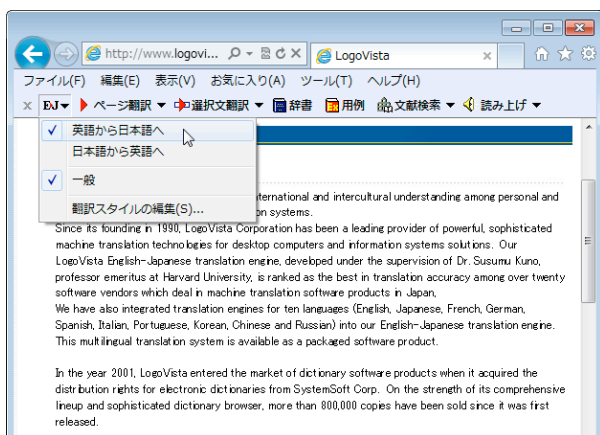 http://www.logovi...
LogoVista
ファイル(F) 編集(E) 表示(V) お気に入り(A) ツール(T) ヘルプ(H)
EJ ページ翻訳 選択文翻訳 辞書 用例 文献検索 読み上げ
英語から日本語へ
日本語から英語へ
一般
翻訳スタイルの編集(S)...
ternational and intercultural understanding among personal and
on systems.
Since its founding in 1990, LogoVista Corporation has been a leading provider of powerful, sophisticated
machine translation technologies for desktop computers and information systems solutions. Our
LogoVista English-Japanese translation engine, developed under the supervision of Dr. Susumu Kuno,
professor emeritus at Harvard University, is ranked as the best in translation accuracy among over twenty
software vendors which deal in machine translation software products in Japan,
We have also integrated translation engines for ten languages (English, Japanese, French, German,
Spanish, Italian, Portuguese, Korean, Chinese and Russian) into our English-Japanese translation engine.
This multilingual translation system is available as a packaged software product.
In the year 2001, LogoVista entered the market of dictionary software products when it acquired the
distribution rights for electronic dictionaries from SystemSoft Corp. On the strength of its comprehensive
lineup and sophisticated dictionary browser, more than 800,000 copies have been sold since it was first
released.